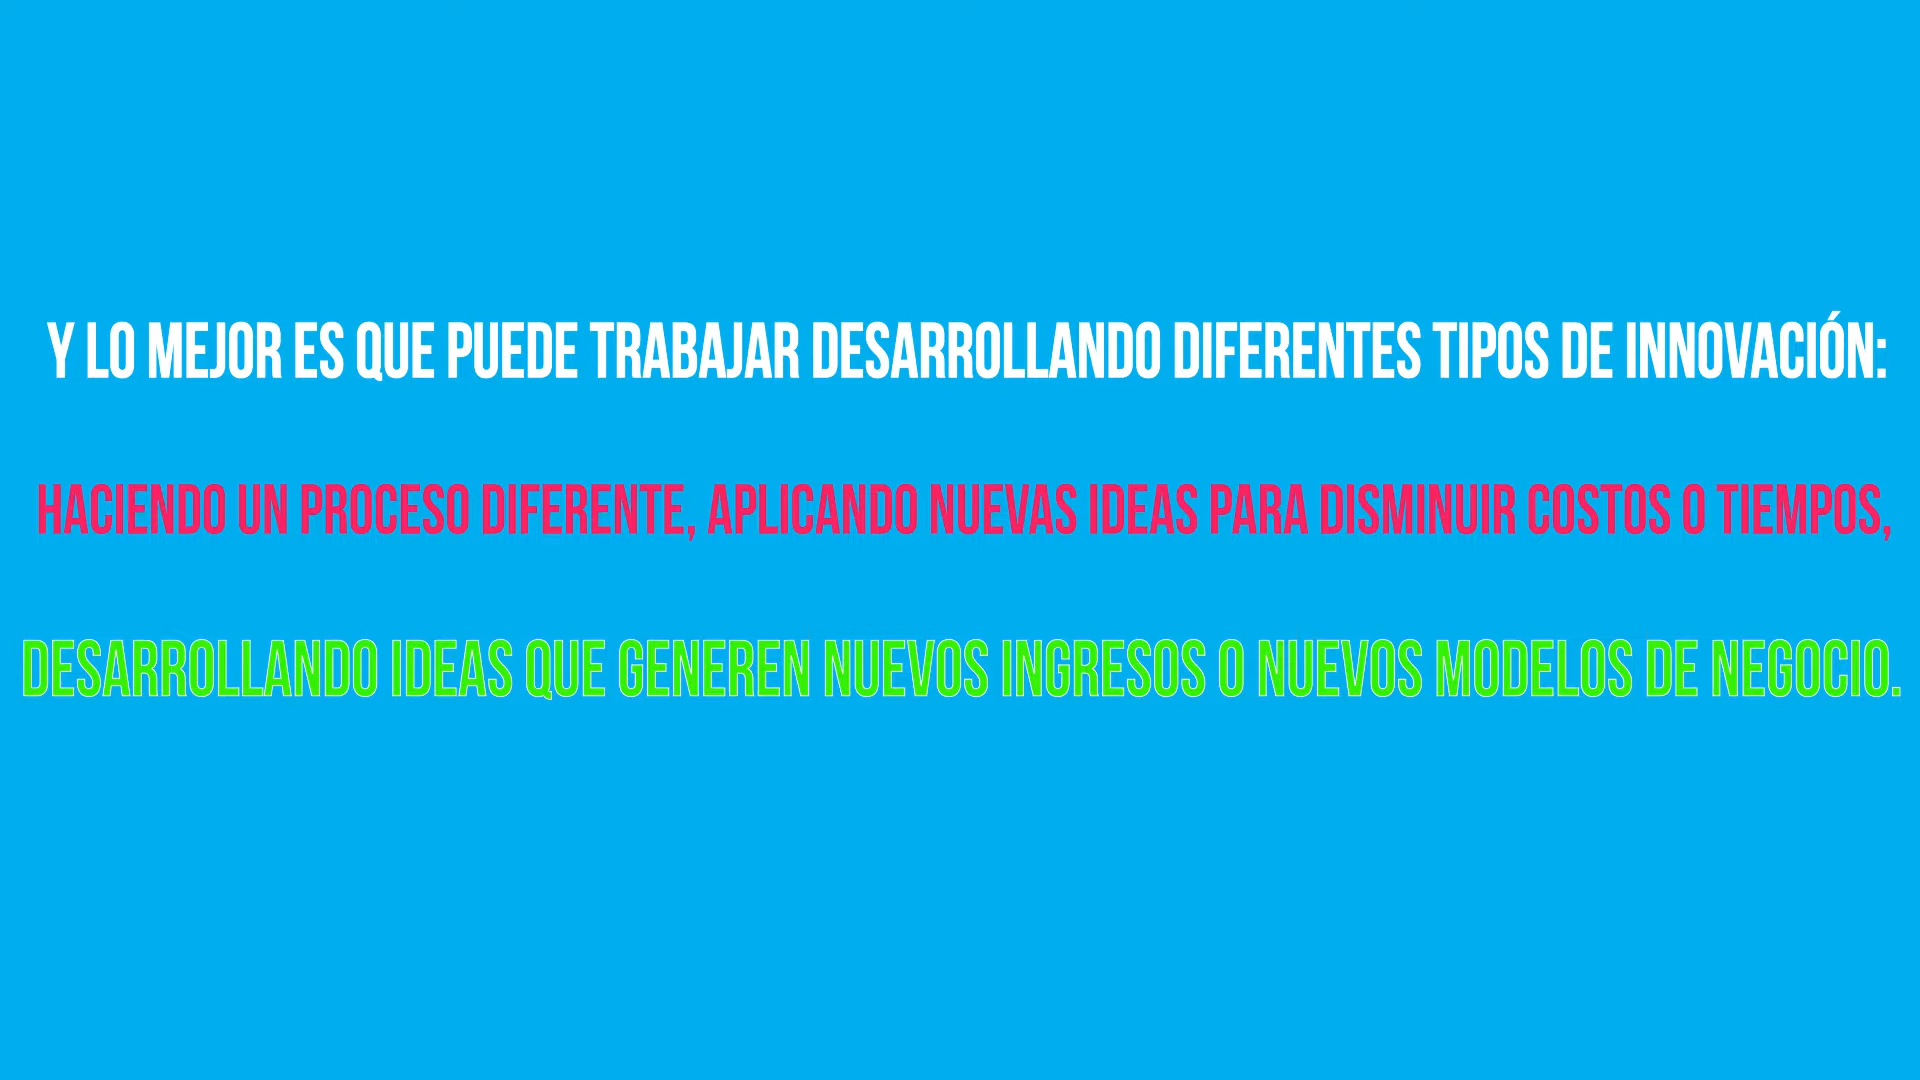 Y LO MEJOR ES QUE PUEDE TRABAJAR DESARROLLANDO DIFERENTES TIPOS DE INNOVACIÓN:
HACIENDO UN PROCESO DIFERENTE, APLICANDO NUEVAS IDEAS PARA DISMINUIR COSTOS O TIEMPOS,
DESARROLLANDO IDEAS QUE GENEREN NUEVOS INGRESOS O NUEVOS MODELOS DE NEGOCIO.